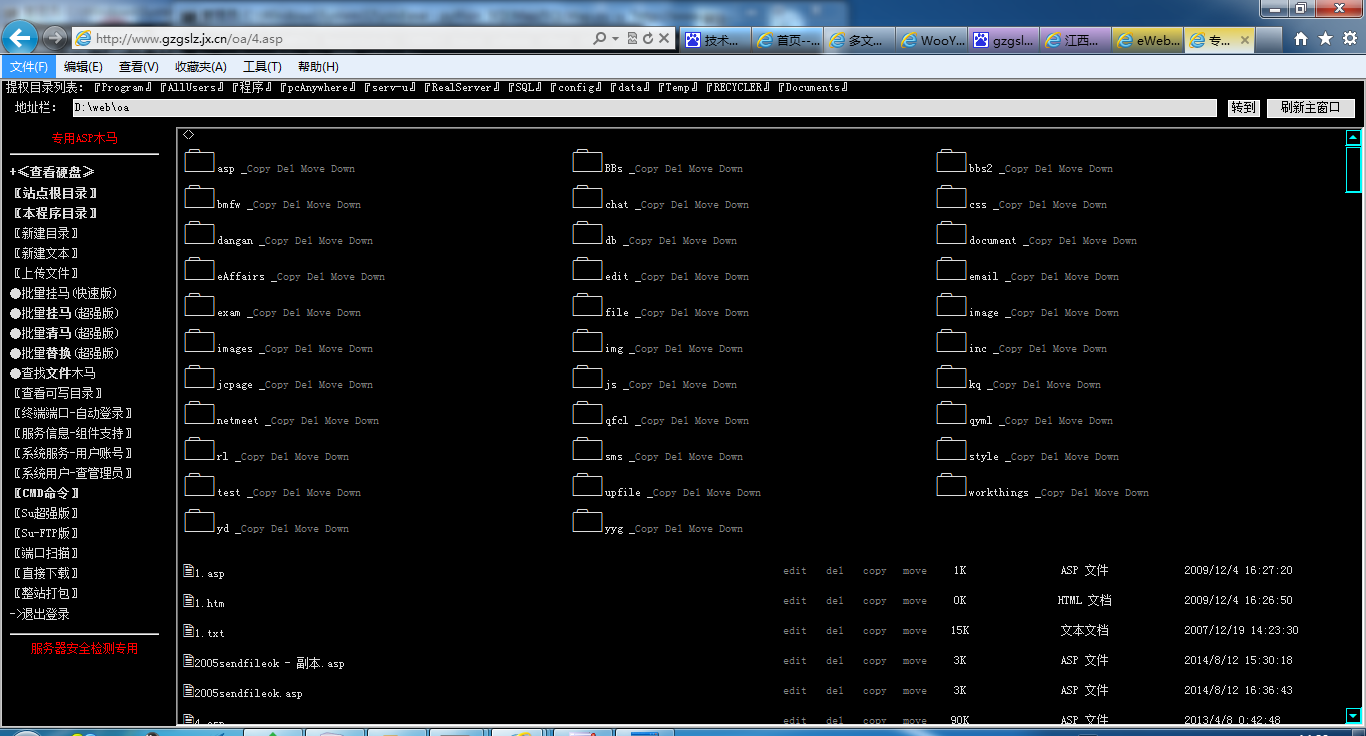 http://www.gzgslz.jx.cn/oa/4.asp
技术... 首页--... 多文... WooY... gzgsl... 江西... eWeb... 专...
文件(F) 编辑(E) 查看(V) 收藏夹(A) 工具(T) 帮助(H)
提权目录列表: 『Program』『AllUsers』『程序』『pcAnywhere』『serv-u』『RealServer』『SQL』『config』『data』『Temp』『RECYCLER』『Documents』
地址栏: D:\web\oa 转到 刷新主窗口
专用ASP木马
+≪查看硬盘≫
〖站点根目录〗
〖本程序目录〗
〖新建目录〗
〖新建文本〗
〖上传文件〗
●批量挂马(快速版)
●批量挂马(超强版)
●批量清马(超强版)
●批量替换(超强版)
●查找文件木马
〖查看可写目录〗
〖终端端口-自动登录〗
〖服务信息-组件支持〗
〖系统服务-用户账号〗
〖系统用户-查管理员〗
〖CMD命令〗
〖Su超强版〗
〖Su-FTP版〗
〖端口扫描〗
〖直接下载〗
〖整站打包〗
->退出登录
服务器安全检测专用
◇
asp _Copy Del Move Down BBs _Copy Del Move Down bbs2 _Copy Del Move Down
bmfw _Copy Del Move Down chat _Copy Del Move Down css _Copy Del Move Down
dangan _Copy Del Move Down db _Copy Del Move Down document _Copy Del Move Down
eAffairs _Copy Del Move Down edit _Copy Del Move Down email _Copy Del Move Down
exam _Copy Del Move Down file _Copy Del Move Down image _Copy Del Move Down
images _Copy Del Move Down img _Copy Del Move Down inc _Copy Del Move Down
jcpage _Copy Del Move Down js _Copy Del Move Down kq _Copy Del Move Down
netmeet _Copy Del Move Down qfcl _Copy Del Move Down qyml _Copy Del Move Down
rl _Copy Del Move Down sms _Copy Del Move Down style _Copy Del Move Down
test _Copy Del Move Down upfile _Copy Del Move Down workthings _Copy Del Move Down
yd _Copy Del Move Down yyg _Copy Del Move Down
1.asp edit del copy move 1K ASP 文件 2009/12/4 16:27:20
1.htm edit del copy move 0K HTML 文档 2009/12/4 16:26:50
1.txt edit del copy move 15K 文本文档 2007/12/19 14:23:30
2005sendfileok - 副本.asp edit del copy move 3K ASP 文件 2014/8/12 15:30:18
2005sendfileok.asp edit del copy move 3K ASP 文件 2014/8/12 16:36:43
4.asp edit del copy move 90K ASP 文件 2013/4/8 0:42:48